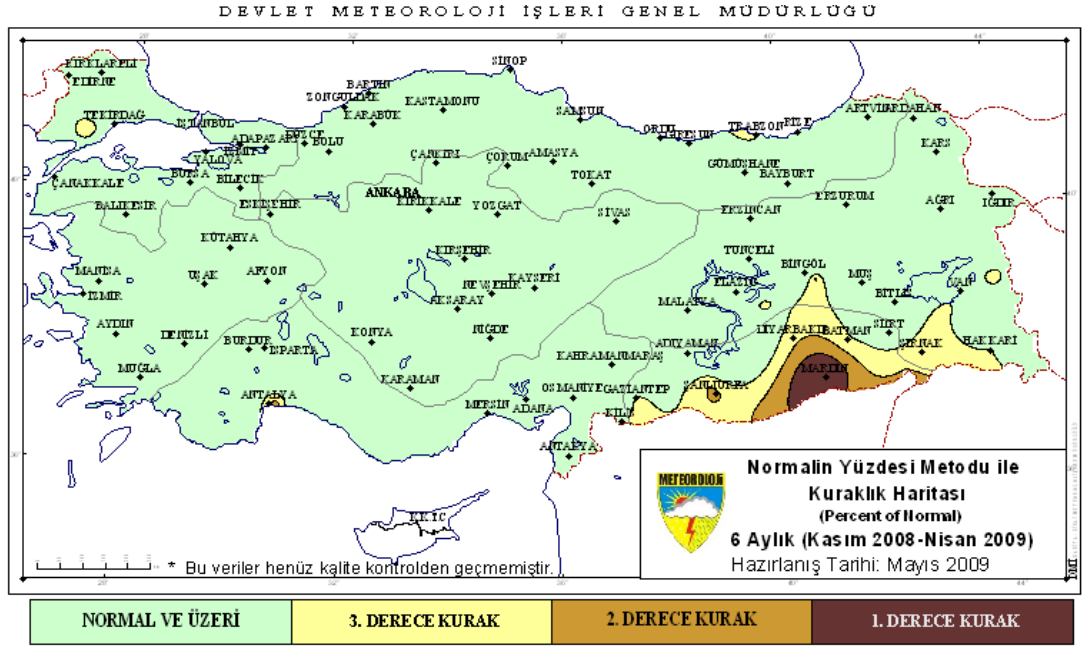 DEVLET METEOROLOJİ İŞLERİ GENEL MÜDÜRLÜĞÜ
28 32 36 40 44
SİNOP
KIRKLARELİ
EDİRNE
BARTIN
ZONGULDAK
KASTAMONU
KARABÜK
SAMSUN
ARTVİN
ARDAHAN
TEKİRDAĞ
İSTANBUL
ORDU
GİRESUN
TRABZON
RİZE
ADAPAZARI
DÜZCE
BOLU
İZMİT
YALOVA
KARS
ÇANKIRI
ÇORUM
AMASYA
GÜMÜŞHANE
BAYBURT
TOKAT
ÇANAKKALE
BURSA
BİLECİK
ANKARA
KIRIKKALE
YOZGAT
SİVAS
ERZURUM
ERZİNCAN
AĞRI
IĞDIR
BALIKESİR
ESKİŞEHİR
KÜTAHYA
KIRŞEHİR
TUNCELİ
BİNGÖL
MUŞ
MANİSA
UŞAK
AFYON
KAYSERİ
NEVŞEHİR
AKSARAY
ELAZIĞ
MALATYA
BİTLİS
VAN
İZMİR
AYDIN
DENİZLİ
BURDUR
ISPARTA
KONYA
NİĞDE
ADIYAMAN
DİYARBAKIR
BATMAN
SİİRT
ŞIRNAK
HAKKARİ
KAHRAMANMARAŞ
MUĞLA
KARAMAN
OSMANİYE
GAZİANTEP
ŞANLIURFA
MARDİN
ANTALYA
MERSİN
ADANA
KİLİS
ANTAKYA
K.K.T.C
METEOROLOJİ
Normalin Yüzdesi Metodu ile
Kuraklık Haritası
(Percent of Normal)
6 Aylık (Kasım 2008-Nisan 2009)
Hazırlanış Tarihi: Mayıs 2009
* Bu veriler henüz kalite kontrolden geçmemiştir.
DMİ
NORMAL VE ÜZERİ 3. DERECE KURAK 2. DERECE KURAK 1. DERECE KURAK